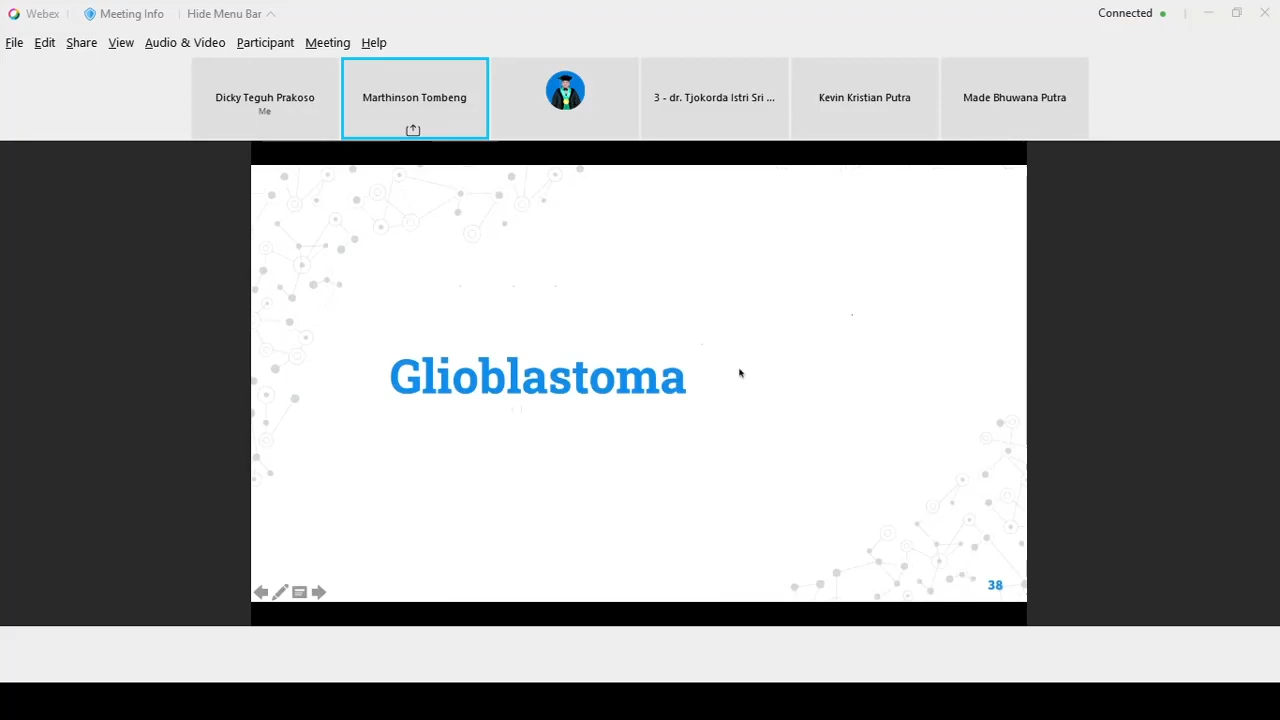 Webex
Meeting Info
Hide Menu Bar
Connected
File Edit Share View Audio & Video Participant Meeting Help
Dicky Teguh Prakoso
Me
Marthinson Tombeng
3 - dr. Tjokorda Istri Sri ...
Kevin Kristian Putra
Made Bhuwana Putra
Glioblastoma
38